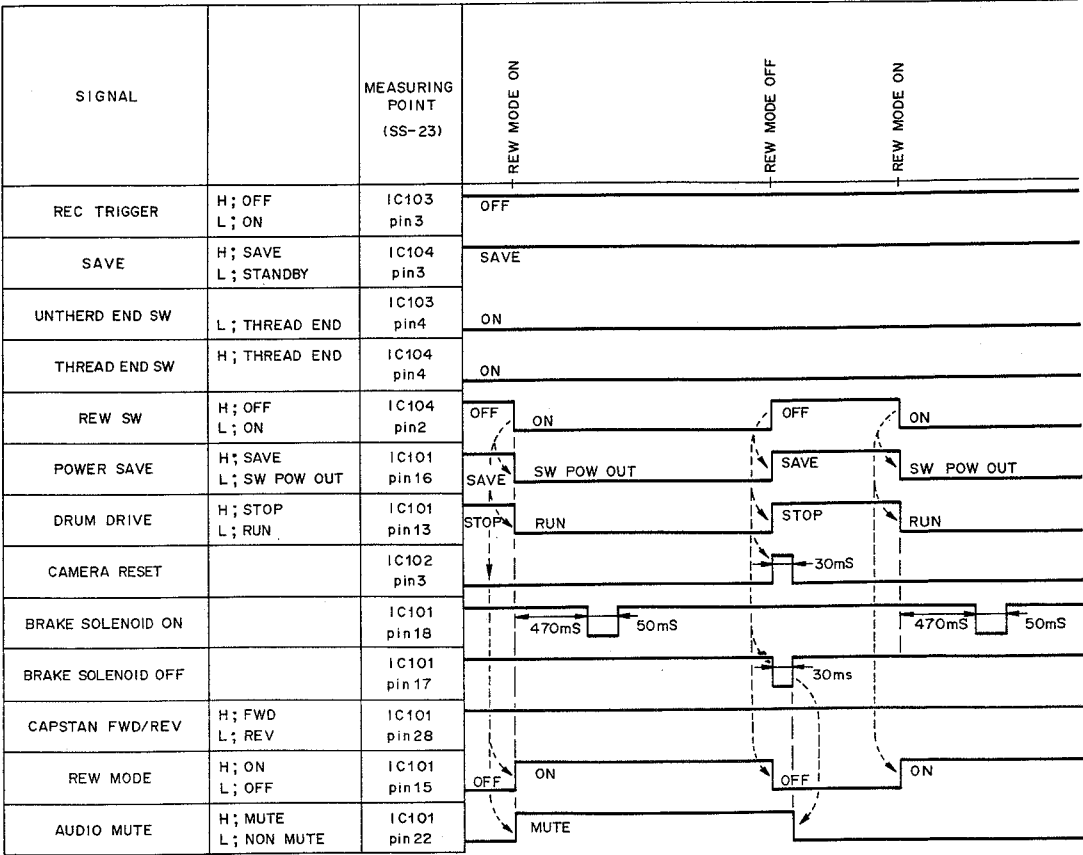 SIGNAL
MEASURING
POINT
(SS-23)
REW MODE ON
REW MODE OFF
REW MODE ON
REC TRIGGER
H; OFF
L; ON
IC103
pin3
OFF
SAVE
H; SAVE
L; STANDBY
IC104
pin3
SAVE
UNTHERD END SW
L; THREAD END
IC103
pin4
ON
THREAD END SW
H; THREAD END
IC104
pin4
ON
REW SW
H; OFF
L; ON
IC104
pin2
OFF
ON
OFF
ON
POWER SAVE
H; SAVE
L; SW POW OUT
IC101
pin16
SAVE
SW POW OUT
SAVE
SW POW OUT
DRUM DRIVE
H; STOP
L; RUN
IC101
pin13
STOP
RUN
STOP
RUN
CAMERA RESET
IC102
pin3
30mS
BRAKE SOLENOID ON
IC101
pin18
470mS
50mS
470mS
50mS
BRAKE SOLENOID OFF
IC101
pin17
30ms
CAPSTAN FWD/REV
H; FWD
L; REV
IC101
pin28
REW MODE
H; ON
L; OFF
IC101
pin15
OFF
ON
OFF
ON
AUDIO MUTE
H; MUTE
L; NON MUTE
IC101
pin22
MUTE